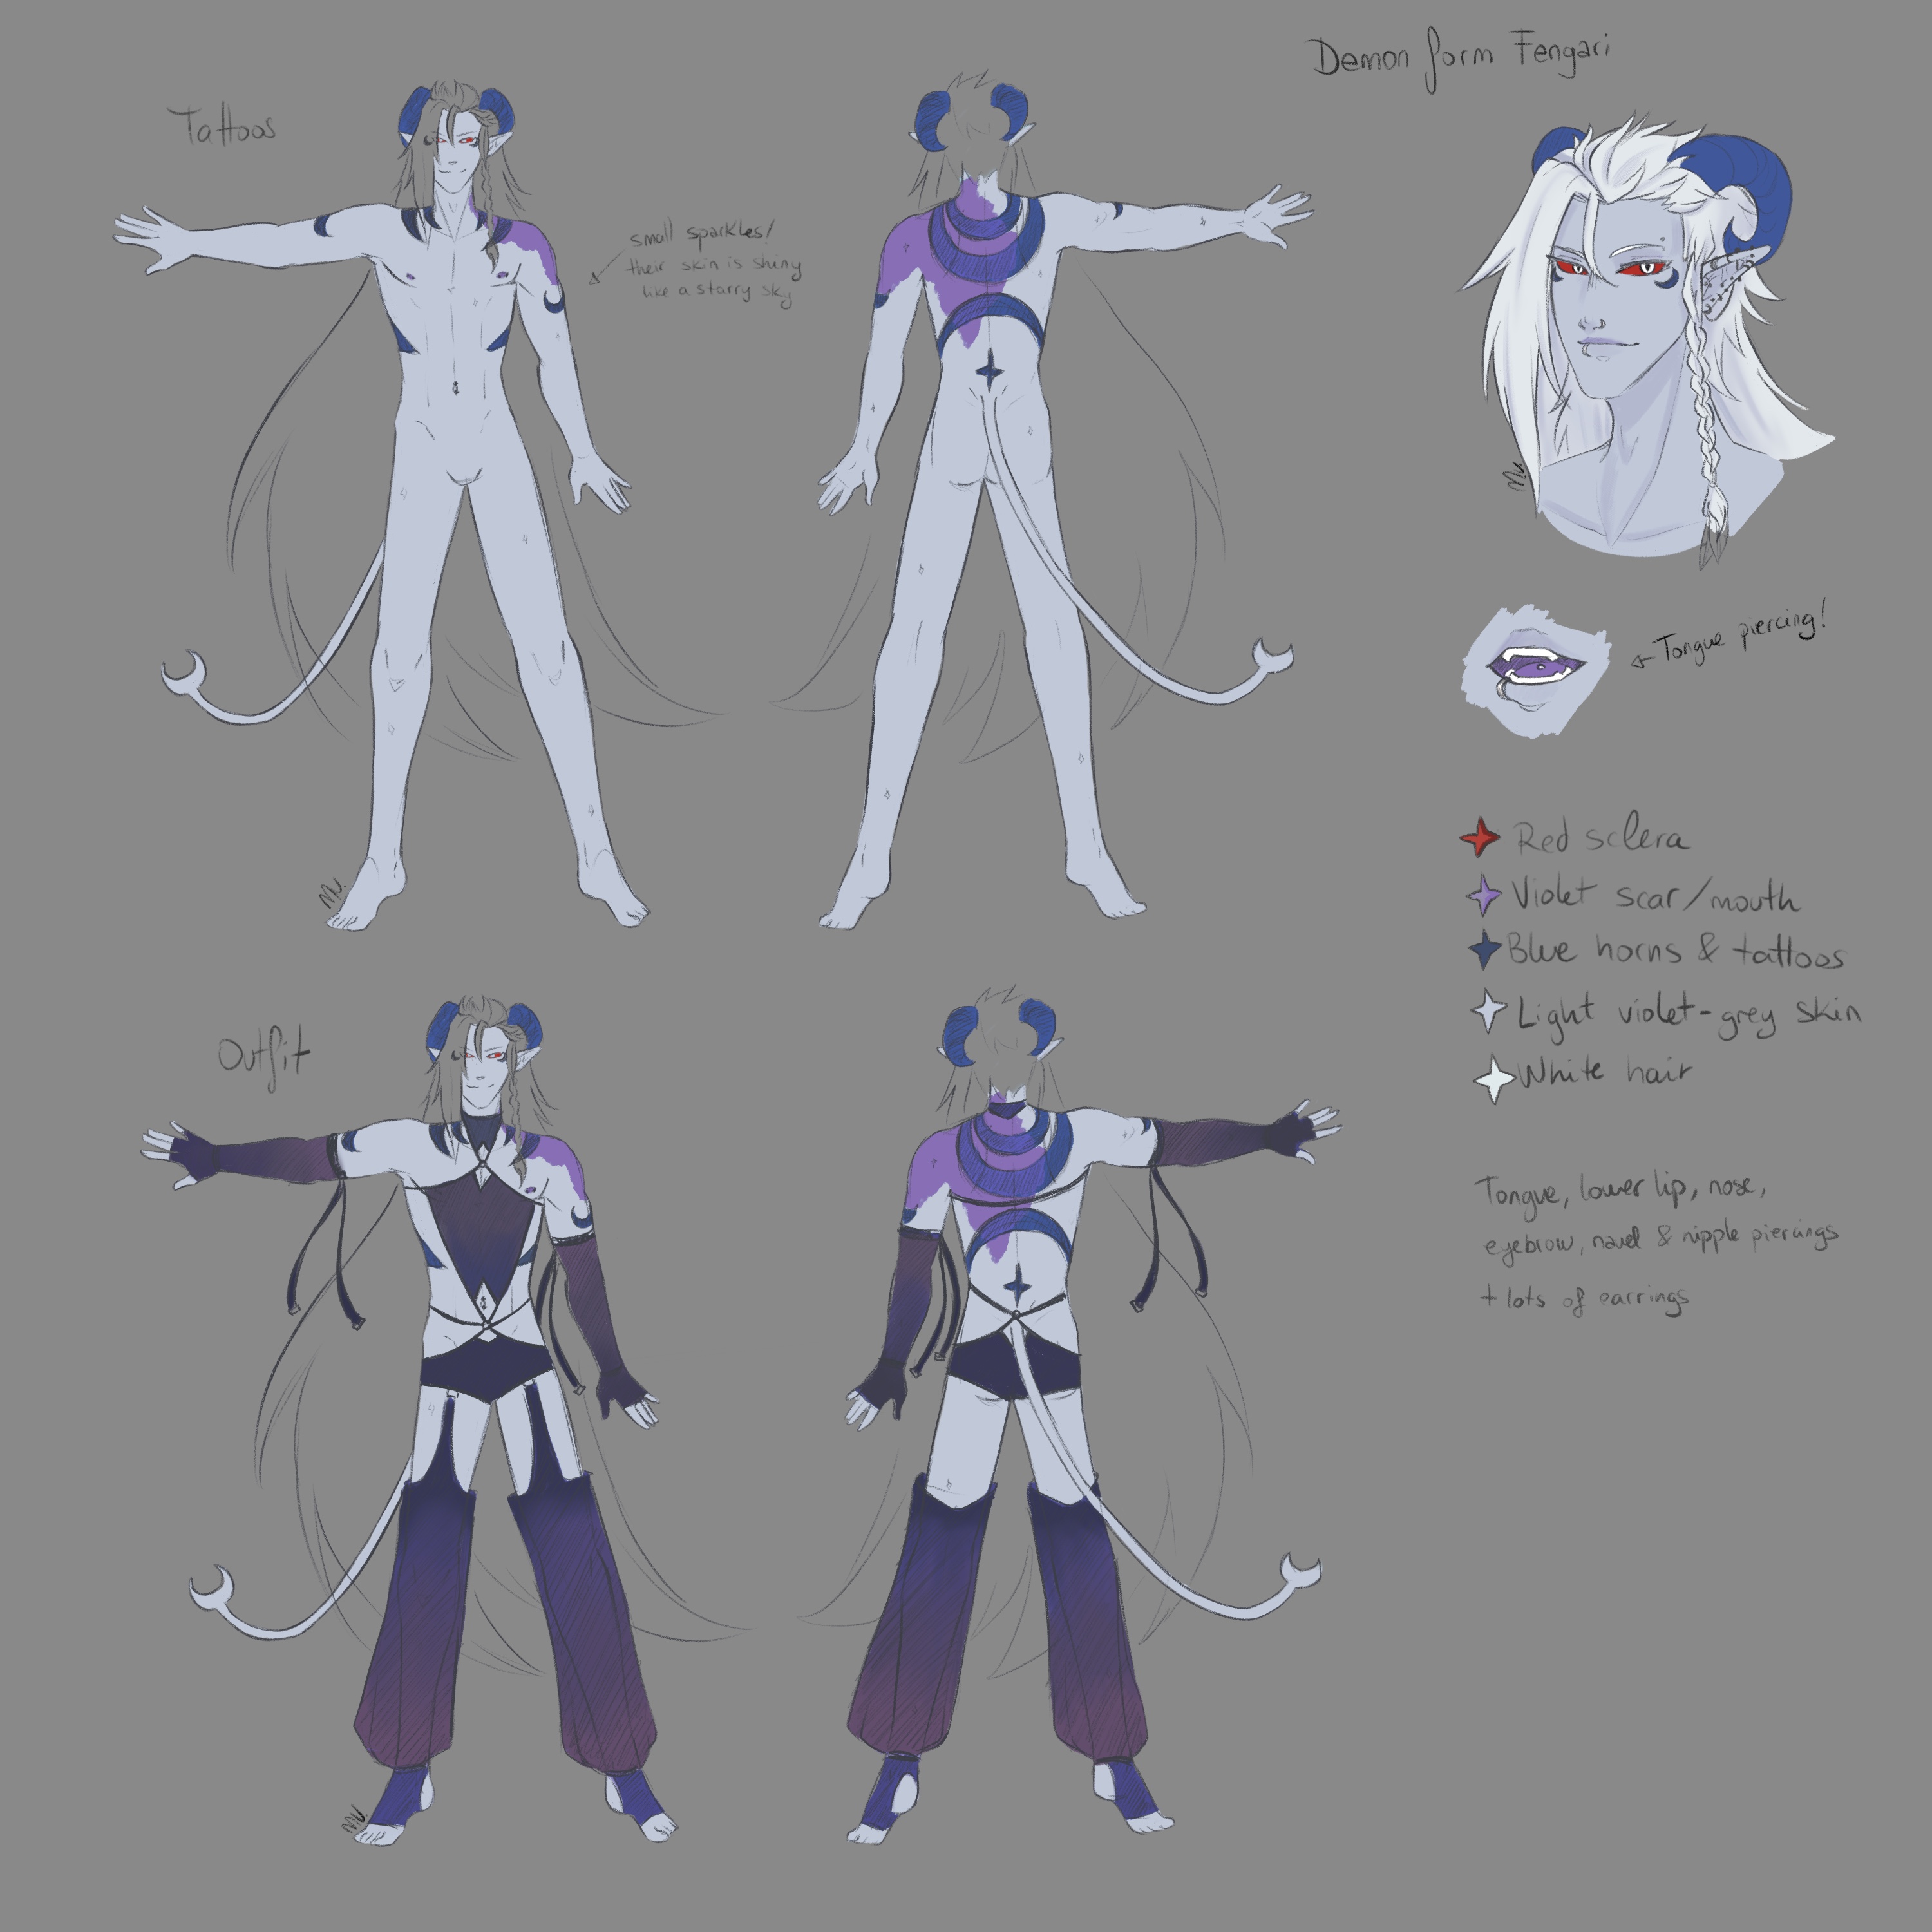 Demon form Fengari
Tattoos
small sparkles!
their skin is shiny
like a starry sky
Tongue piercing!
Red sclera
Violet scar/mouth
Blue horns & tattoos
Light violet-grey skin
White hair
Outfit
Tongue, lower lip, nose,
eyebrow, navel & nipple piercings
+ lots of earrings